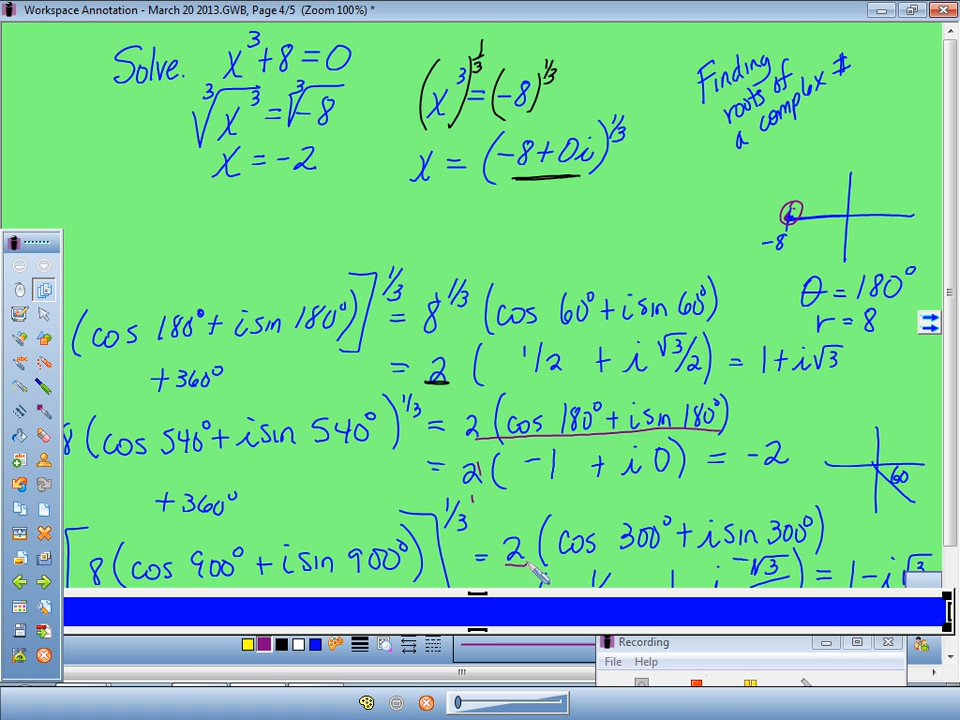 Workspace Annotation - March 20 2013.GWB, Page 4/5 (Zoom 100%) *
Solve. x³+8=0
∛x³ = ∛-8
x = -2
(x³)^1/3 = (-8)^1/3
x = (-8+0i)^1/3
Finding
roots of
a complex #
-8
θ = 180°
r = 8
(cos 180°+ i sin 180°)]^1/3 = 8^1/3 (cos 60°+ i sin 60°)
= 2 ( 1/2 + i √3/2) = 1+i√3
+360°
8 (cos 540°+ i sin 540°)^1/3 = 2 (cos 180°+ i sin 180°)
= 2 ( -1 + i 0) = -2
60
+360°
[8 (cos 900°+ i sin 900°)]^1/3 = 2 (cos 300°+ i sin 300°)
-√3 ) = 1-i√3
Recording
File Help